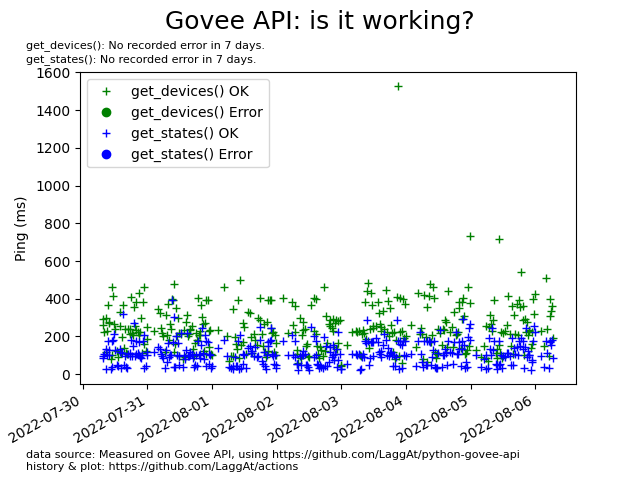 Govee API: is it working?
get_devices(): No recorded error in 7 days.
get_states(): No recorded error in 7 days.
1600
1400
1200
1000
800
600
400
200
0
Ping (ms)
get_devices() OK
get_devices() Error
get_states() OK
get_states() Error
2022-07-30
2022-07-31
2022-08-01
2022-08-02
2022-08-03
2022-08-04
2022-08-05
2022-08-06
data source: Measured on Govee API, using https://github.com/LaggAt/python-govee-api
history & plot: https://github.com/LaggAt/actions